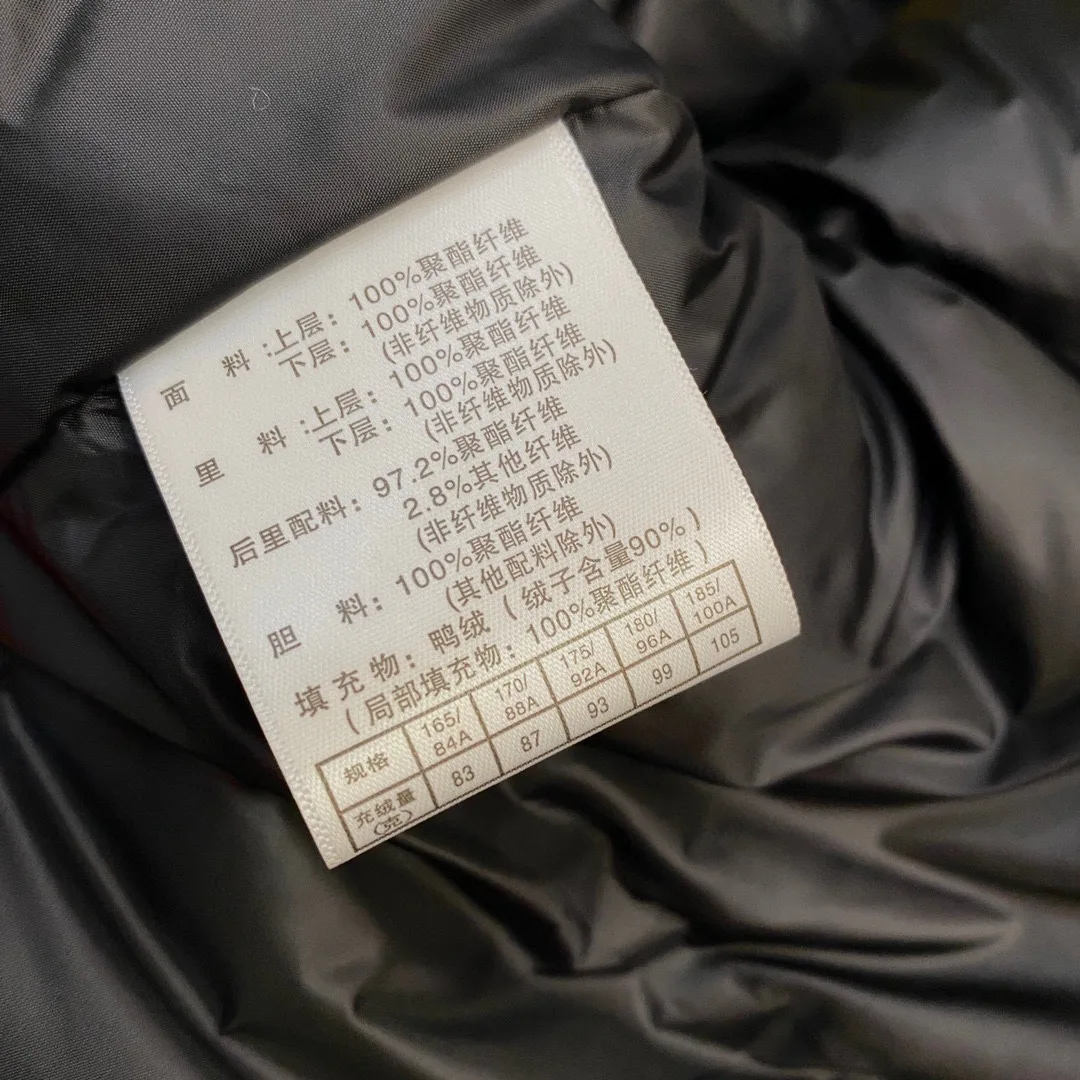 面 料:上层:100%聚酯纤维
下层:100%聚酯纤维
(非纤维物质除外)
里 料:上层:100%聚酯纤维
下层:100%聚酯纤维
(非纤维物质除外)
后里配料:97.2%聚酯纤维
2.8%其他纤维
(非纤维物质除外)
胆 料:100%聚酯纤维
(其他配料除外)
填充物:鸭绒(绒子含量90%)
(局部填充物:100%聚酯纤维)
规格 165/84A 170/88A 175/92A 180/96A 185/100A
充绒量(克) 83 87 93 99 105